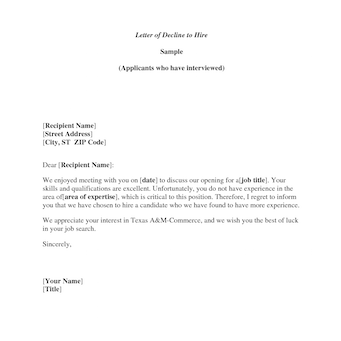 Letter of Decline to Hire
Sample
(Applicants who have interviewed)
[Recipient Name]
[Street Address]
[City, ST  ZIP Code]
Dear [Recipient Name]:
We enjoyed meeting with you on [date] to discuss our opening for a[job title]. Your
skills and qualifications are excellent. Unfortunately, you do not have experience in the
area of[area of expertise], which is critical to this position. Therefore, I regret to inform
you that we have chosen to hire a candidate who we have found to have more experience.
We appreciate your interest in Texas A&M-Commerce, and we wish you the best of luck
in your job search.
Sincerely,
[Your Name]
[Title]